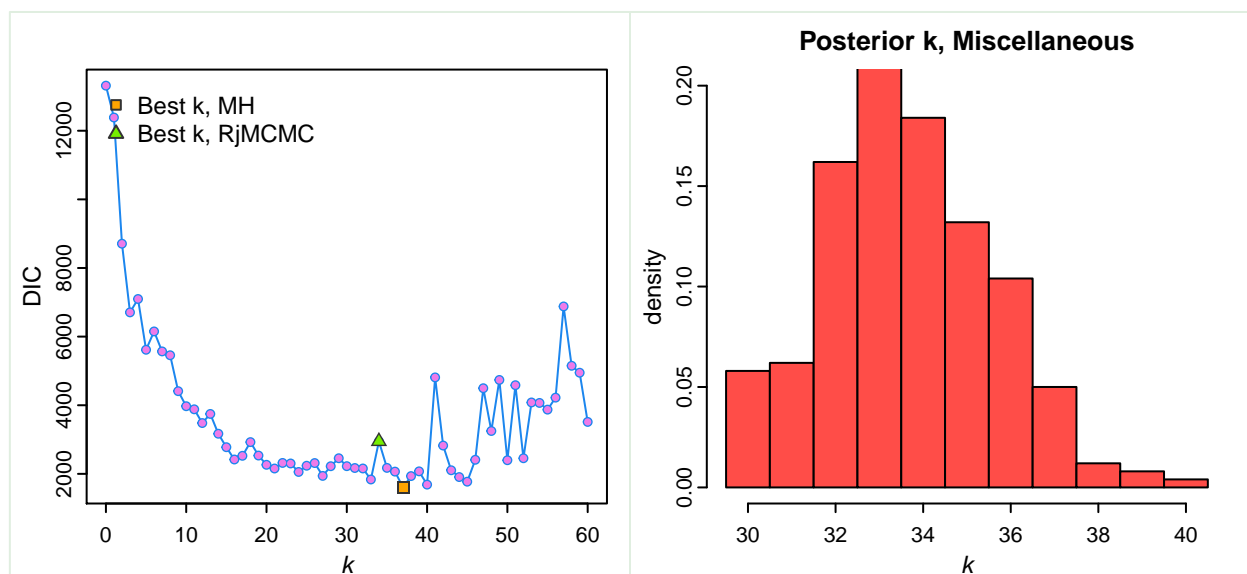 Best k, MH
Best k, RjMCMC
DIC
2000
4000
6000
8000
12000
0 10 20 30 40 50 60
k
Posterior k, Miscellaneous
density
0.00
0.05
0.10
0.15
0.20
30 32 34 36 38 40
k